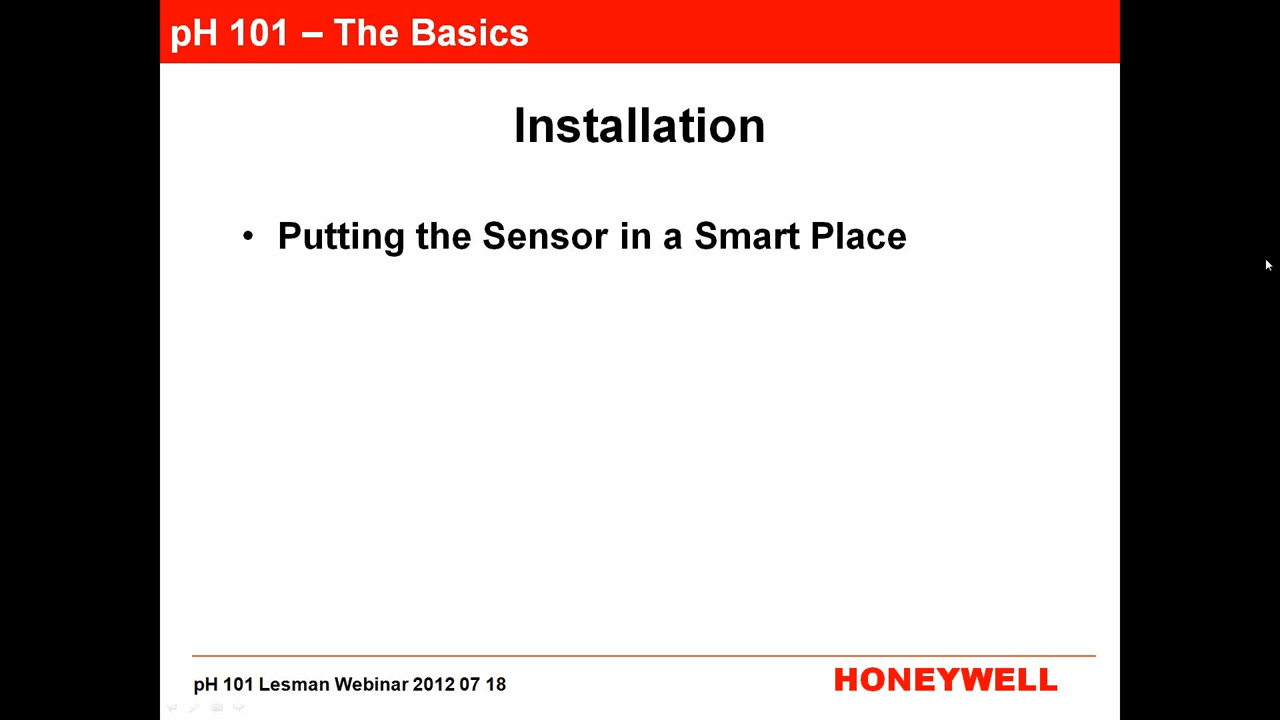 pH 101 – The Basics
Installation
• Putting the Sensor in a Smart Place
pH 101 Lesman Webinar 2012 07 18
HONEYWELL